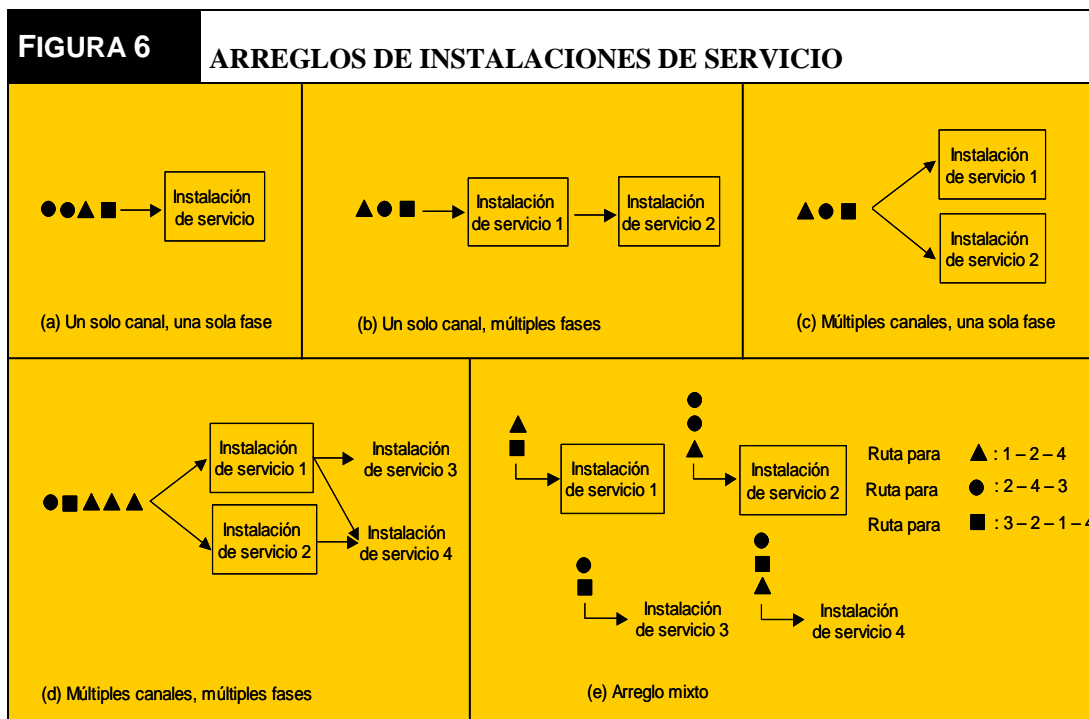 FIGURA 6
ARREGLOS DE INSTALACIONES DE SERVICIO
Instalación
de servicio
(a) Un solo canal, una sola fase
Instalación
de servicio 1
Instalación
de servicio 2
(b) Un solo canal, múltiples fases
Instalación
de servicio 1
Instalación
de servicio 2
(c) Múltiples canales, una sola fase
Instalación
de servicio 1
Instalación
de servicio 3
Instalación
de servicio 2
Instalación
de servicio 4
(d) Múltiples canales, múltiples fases
Instalación
de servicio 1
Instalación
de servicio 2
Ruta para ▲ : 1 – 2 – 4
Ruta para ● : 2 – 4 – 3
Ruta para ■ : 3 – 2 – 1 – 4
Instalación
de servicio 3
Instalación
de servicio 4
(e) Arreglo mixto